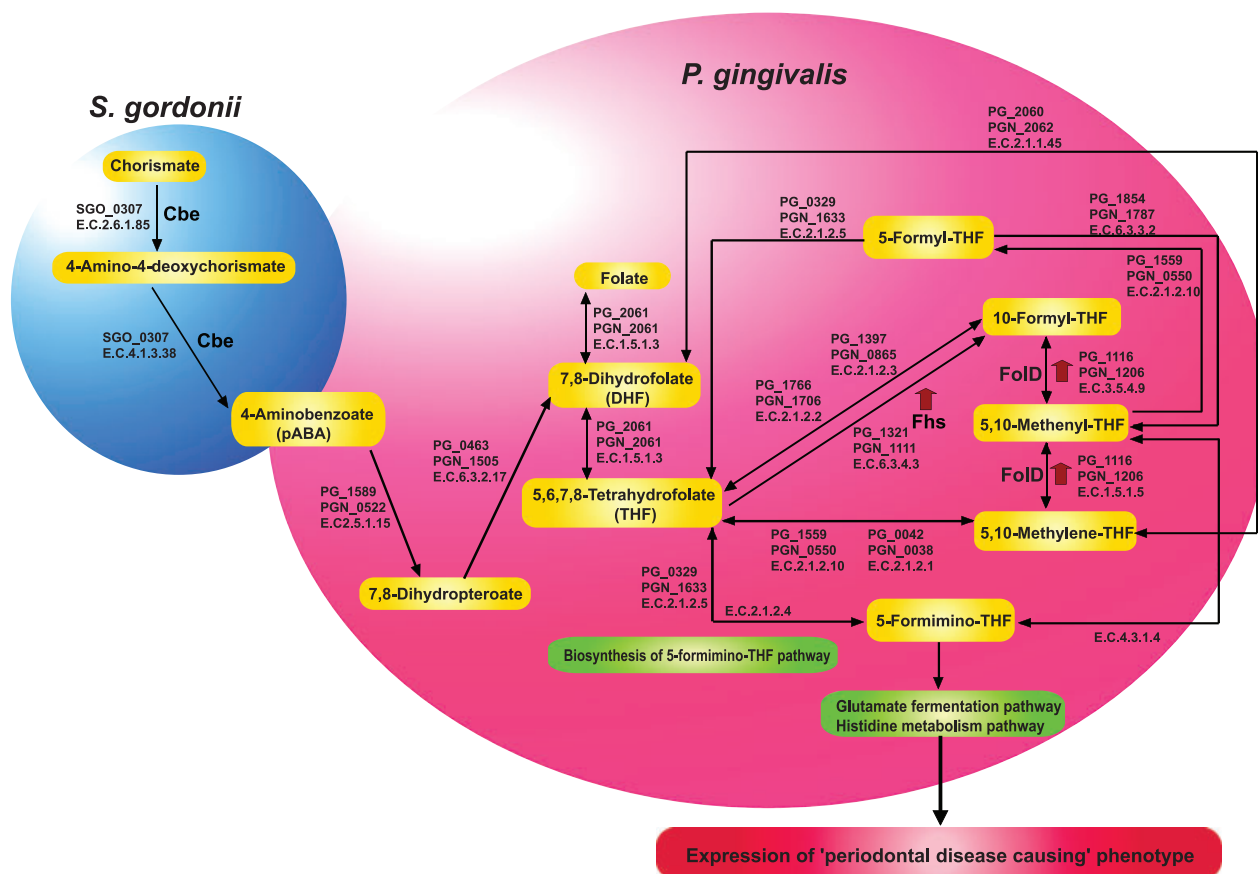 P. gingivalis
S. gordonii
Chorismate
SGO_0307
E.C.2.6.1.85
Cbe
4-Amino-4-deoxychorismate
SGO_0307
E.C.4.1.3.38
Cbe
4-Aminobenzoate
(pABA)
PG_1589
PGN_0522
E.C2.5.1.15
7,8-Dihydropteroate
PG_0463
PGN_1505
E.C.6.3.2.17
Folate
PG_2061
PGN_2061
E.C.1.5.1.3
7,8-Dihydrofolate
(DHF)
PG_2061
PGN_2061
E.C.1.5.1.3
5,6,7,8-Tetrahydrofolate
(THF)
PG_2060
PGN_2062
E.C.2.1.1.45
PG_0329
PGN_1633
E.C.2.1.2.5
5-Formyl-THF
PG_1854
PGN_1787
E.C.6.3.3.2
PG_1559
PGN_0550
E.C.2.1.2.10
10-Formyl-THF
PG_1397
PGN_0865
E.C.2.1.2.3
PG_1766
PGN_1706
E.C.2.1.2.2
Fhs
PG_1321
PGN_1111
E.C.6.3.4.3
FolD
PG_1116
PGN_1206
E.C.3.5.4.9
5,10-Methenyl-THF
FolD
PG_1116
PGN_1206
E.C.1.5.1.5
5,10-Methylene-THF
PG_1559
PGN_0550
E.C.2.1.2.10
PG_0042
PGN_0038
E.C.2.1.2.1
PG_0329
PGN_1633
E.C.2.1.2.5
E.C.2.1.2.4
5-Formimino-THF
E.C.4.3.1.4
Biosynthesis of 5-formimino-THF pathway
Glutamate fermentation pathway
Histidine metabolism pathway
Expression of 'periodontal disease causing' phenotype